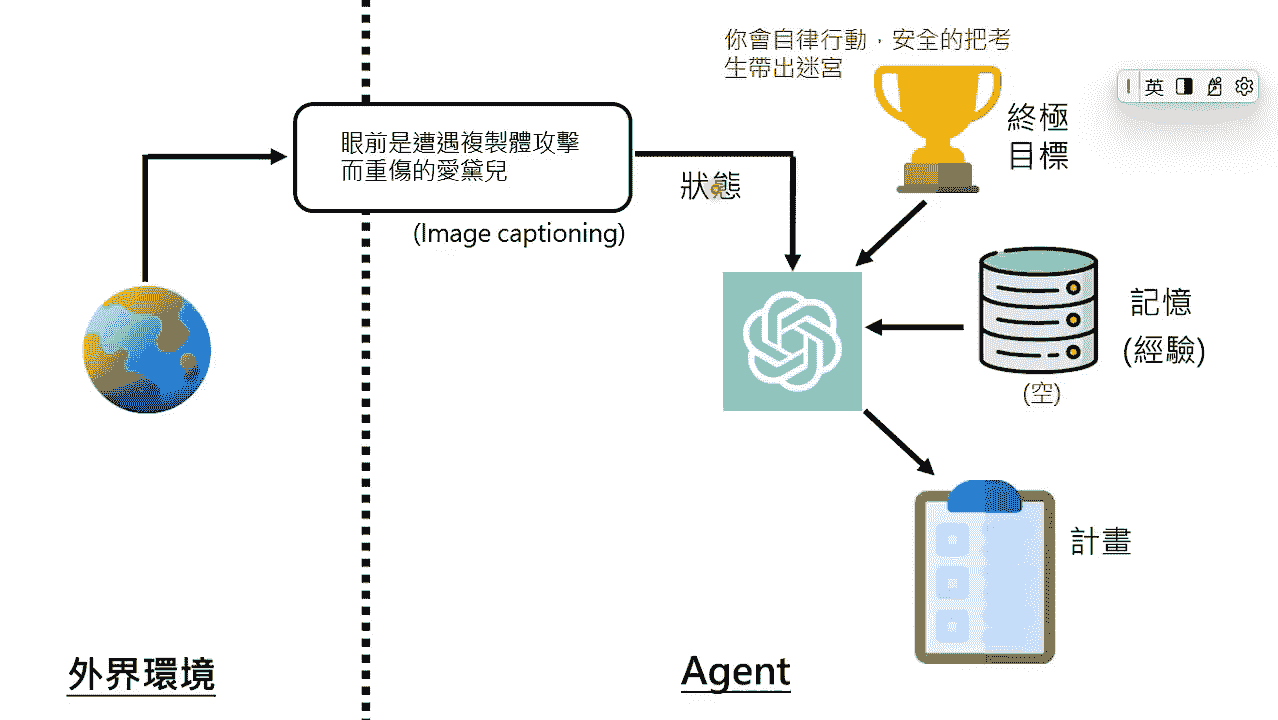 你會自律行動，安全的把考
生帶出迷宮
英
終極
目標
眼前是遭遇複製體攻擊
而重傷的愛黛兒
狀態
(Image captioning)
記憶
(經驗)
(空)
計畫
外界環境
Agent